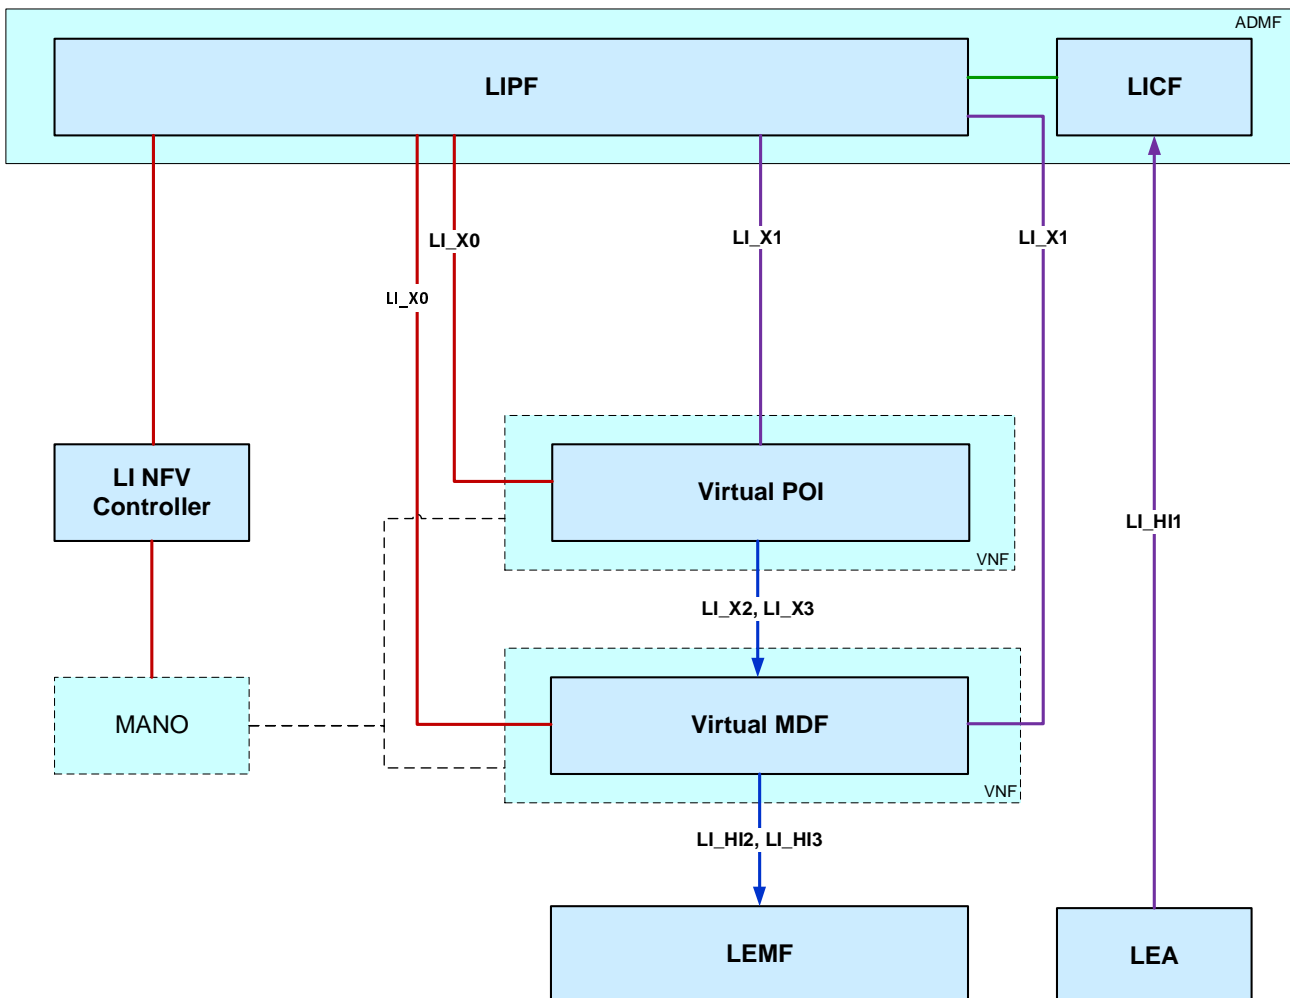 ADMF
LIPF
LICF
LI_X0
LI_X1
LI_X1
LI_X0
LI NFV
Controller
Virtual POI
VNF
LI_HI1
LI_X2, LI_X3
MANO
Virtual MDF
VNF
LI_HI2, LI_HI3
LEMF
LEA